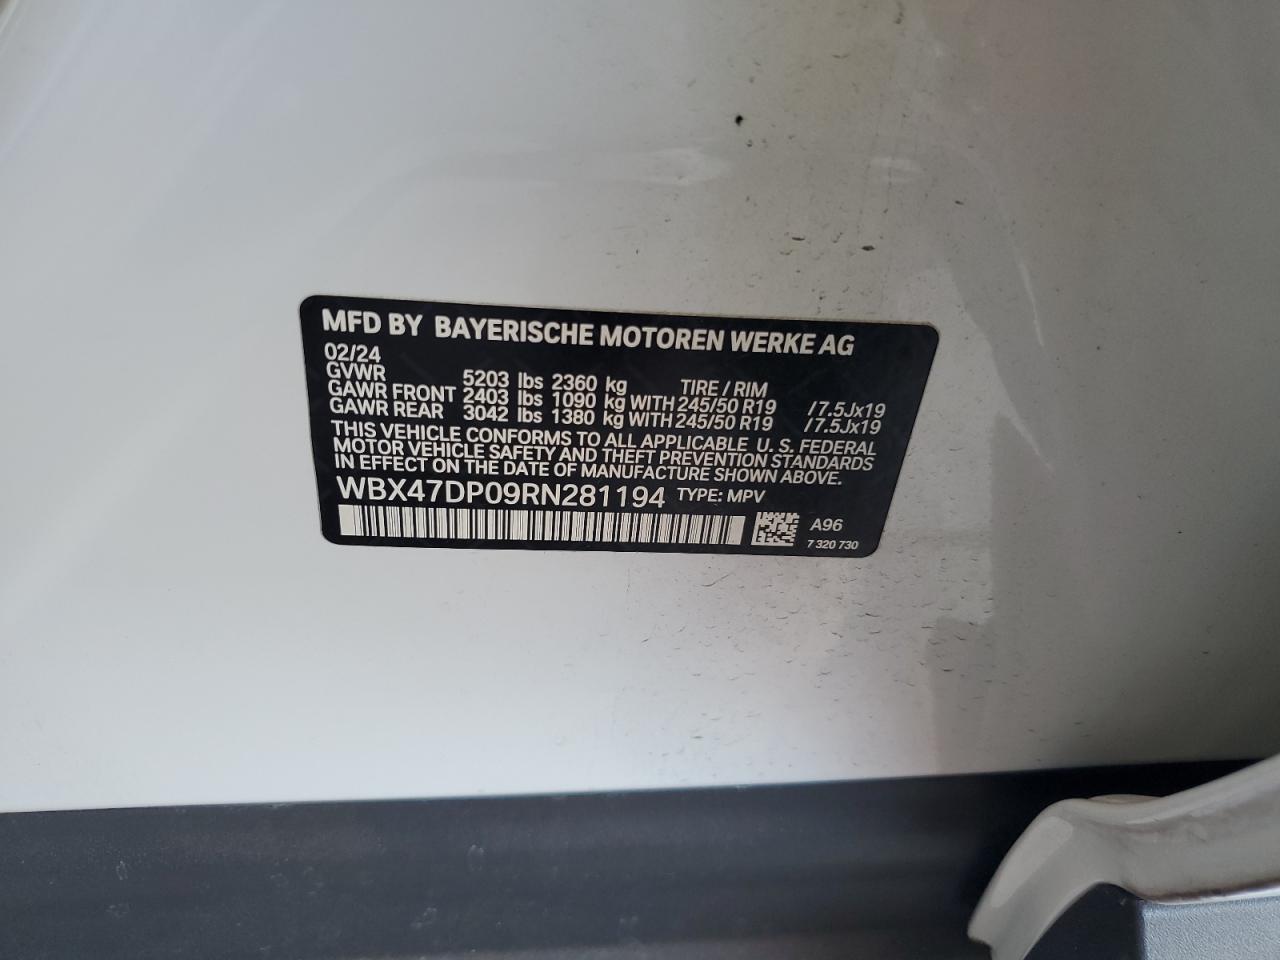 MFD BY BAYERISCHE MOTOREN WERKE AG
02/24
GVWR 5203 lbs 2360 kg TIRE / RIM
GAWR FRONT 2403 lbs 1090 kg WITH 245/50 R19 /7.5Jx19
GAWR REAR 3042 lbs 1380 kg WITH 245/50 R19 /7.5Jx19
THIS VEHICLE CONFORMS TO ALL APPLICABLE U. S. FEDERAL
MOTOR VEHICLE SAFETY AND THEFT PREVENTION STANDARDS
IN EFFECT ON THE DATE OF MANUFACTURE SHOWN ABOVE.
WBX47DP09RN281194 TYPE: MPV
A96
7 320 730